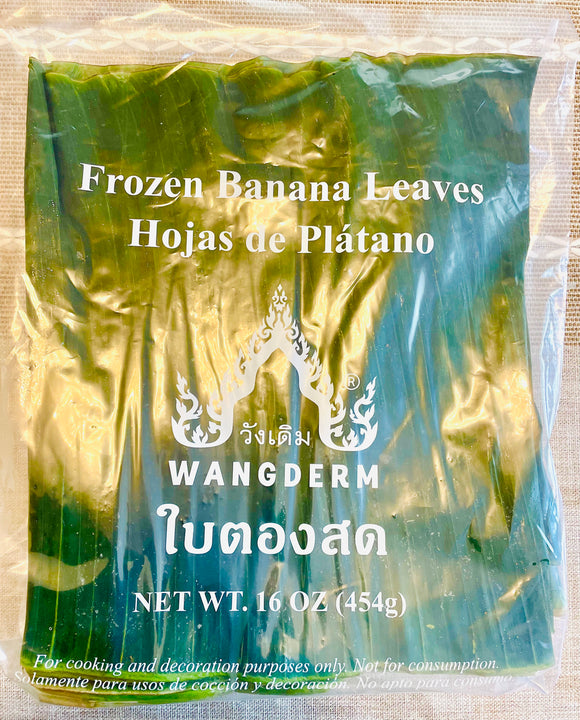 Frozen Banana Leaves
Hojas de Plátano
®
วังเดิม
WANGDERM
ใบตองสด
NET WT. 16 OZ (454g)
For cooking and decoration purposes only. Not for consumption.
Solamente para usos de cocción y decoración. No apto para consumo.